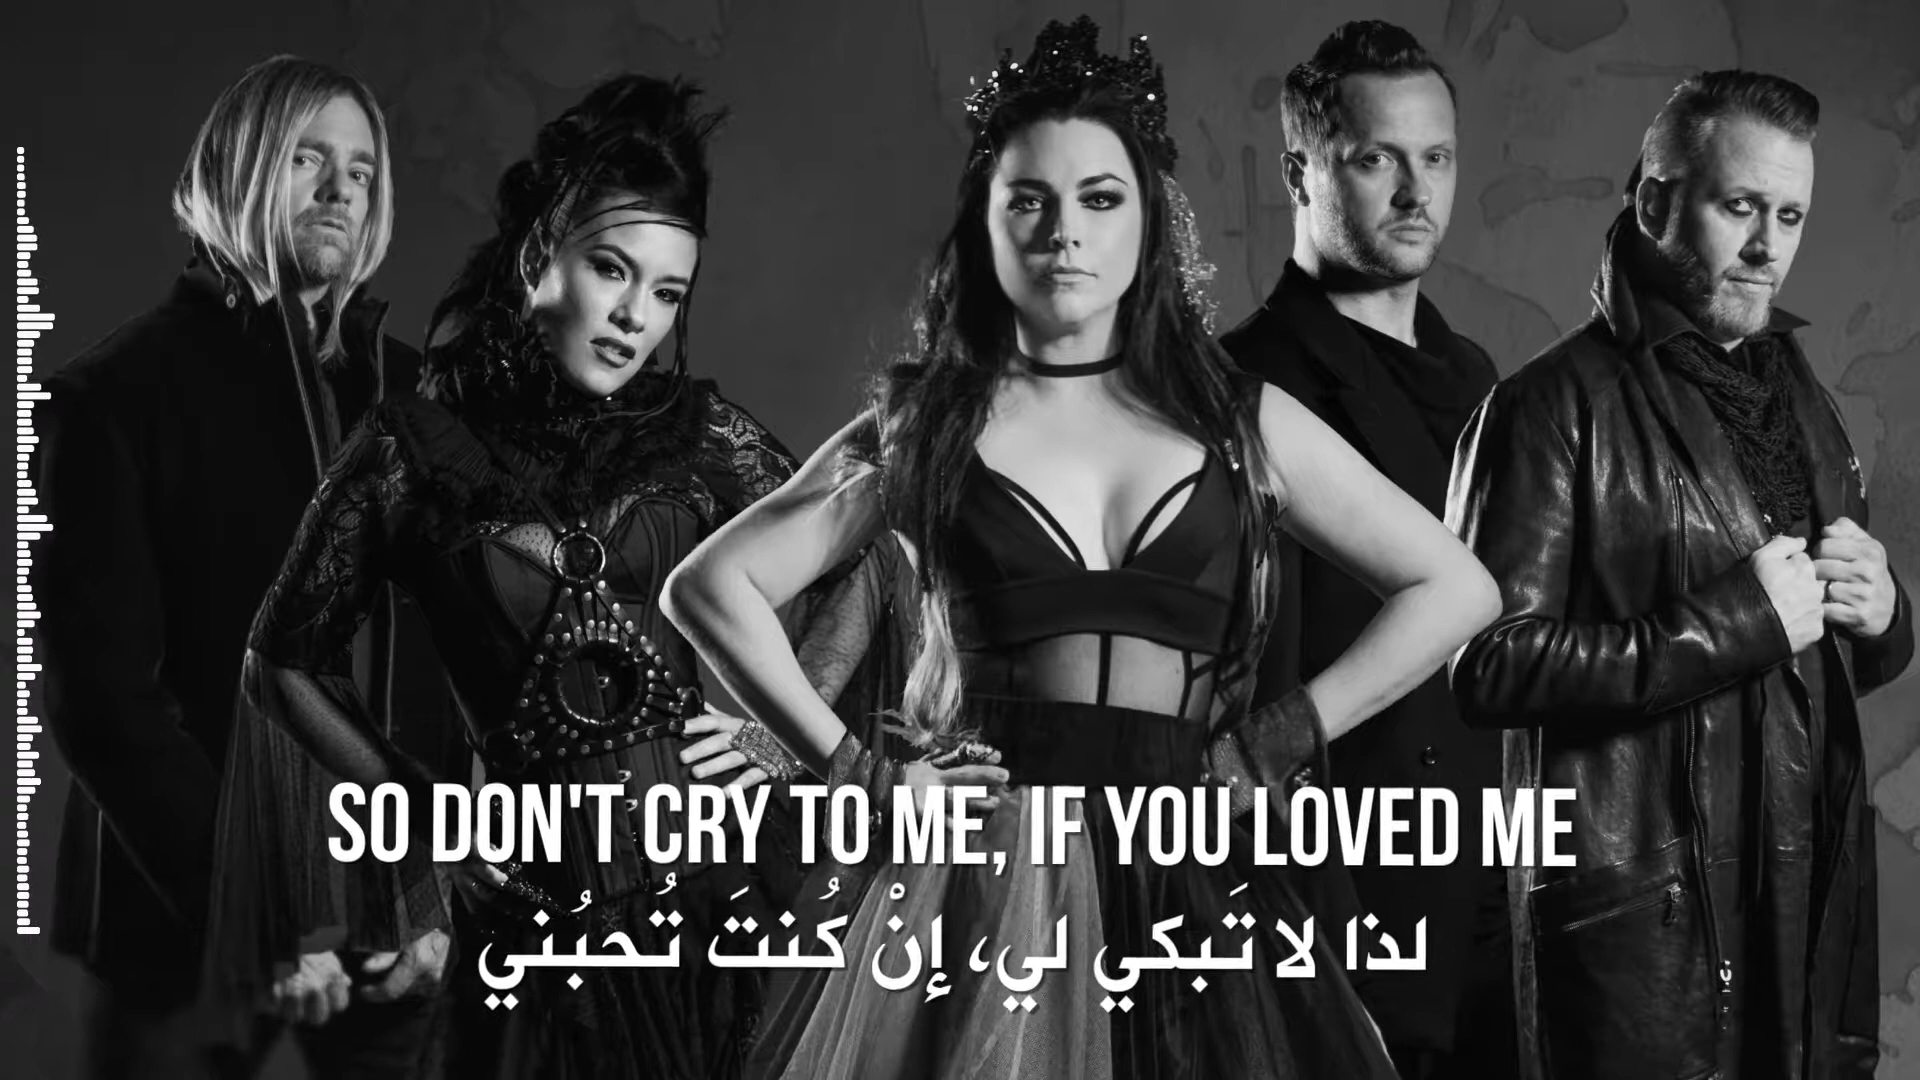 SO DON'T CRY TO ME, IF YOU LOVED ME
لذا لا تَبكي لي، إنْ كُنتَ تُحبُني